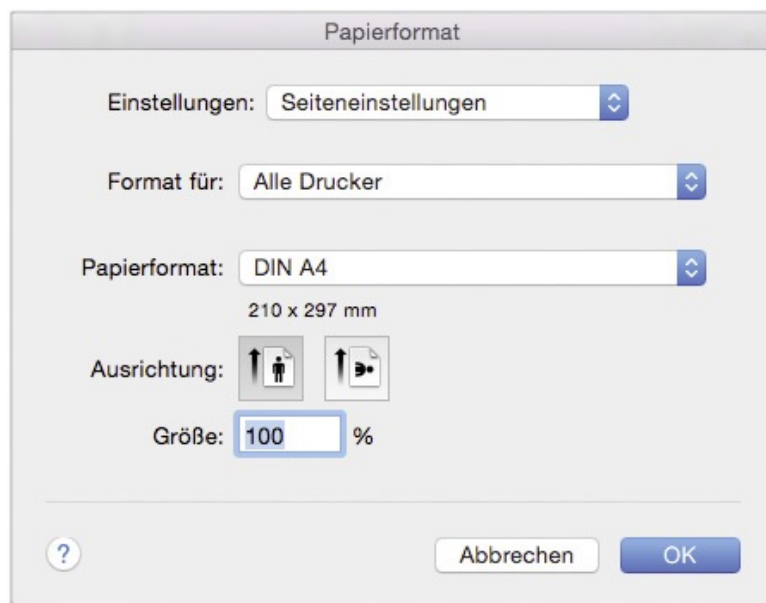 Papierformat
Einstellungen: Seiteneinstellungen
Format für: Alle Drucker
Papierformat: DIN A4
210 x 297 mm
Ausrichtung:
Größe: 100 %
? Abbrechen OK